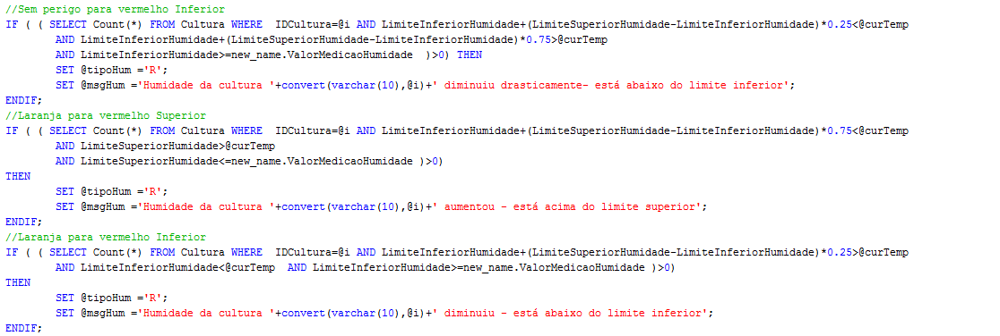 //Sem perigo para vermelho Inferior
IF ( ( SELECT Count(*) FROM Cultura WHERE  IDCultura=@i AND LimiteInferiorHumidade+(LimiteSuperiorHumidade-LimiteInferiorHumidade)*0.25<@curTemp
        AND LimiteInferiorHumidade+(LimiteSuperiorHumidade-LimiteInferiorHumidade)*0.75>@curTemp
        AND LimiteInferiorHumidade>=new_name.ValorMedicaoHumidade  )>0) THEN
        SET @tipoHum ='R';
        SET @msgHum ='Humidade da cultura '+convert(varchar(10),@i)+' diminuiu drasticamente- está abaixo do limite inferior';
ENDIF;
//Laranja para vermelho Superior
IF ( ( SELECT Count(*) FROM Cultura WHERE  IDCultura=@i AND LimiteInferiorHumidade+(LimiteSuperiorHumidade-LimiteInferiorHumidade)*0.75<@curTemp
        AND LimiteSuperiorHumidade>@curTemp
        AND LimiteSuperiorHumidade<=new_name.ValorMedicaoHumidade )>0)
THEN
        SET @tipoHum ='R';
        SET @msgHum ='Humidade da cultura '+convert(varchar(10),@i)+' aumentou - está acima do limite superior';
ENDIF;
//Laranja para vermelho Inferior
IF ( ( SELECT Count(*) FROM Cultura WHERE  IDCultura=@i AND LimiteInferiorHumidade+(LimiteSuperiorHumidade-LimiteInferiorHumidade)*0.25>@curTemp
        AND LimiteInferiorHumidade<@curTemp  AND LimiteInferiorHumidade>=new_name.ValorMedicaoHumidade )>0)
THEN
        SET @tipoHum ='R';
        SET @msgHum ='Humidade da cultura '+convert(varchar(10),@i)+' diminuiu - está abaixo do limite inferior';
ENDIF;